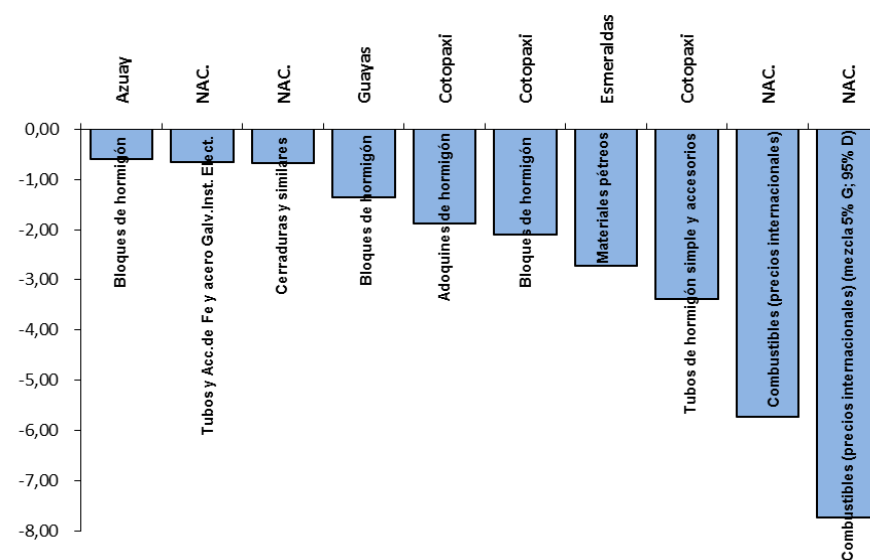 Azuay
NAC.
NAC.
Guayas
Cotopaxi
Cotopaxi
Esmeraldas
Cotopaxi
NAC.
NAC.
0,00
-1,00
-2,00
-3,00
-4,00
-5,00
-6,00
-7,00
-8,00
Bloques de hormigón
Tubos y Acc.de Fe y acero Galv.Inst. Elect.
Cerraduras y similares
Bloques de hormigón
Adoquines de hormigón
Bloques de hormigón
Materiales pétreos
Tubos de hormigón simple y accesorios
Combustibles (precios internacionales)
Combustibles (precios internacionales) (mezcla 5% G; 95% D)